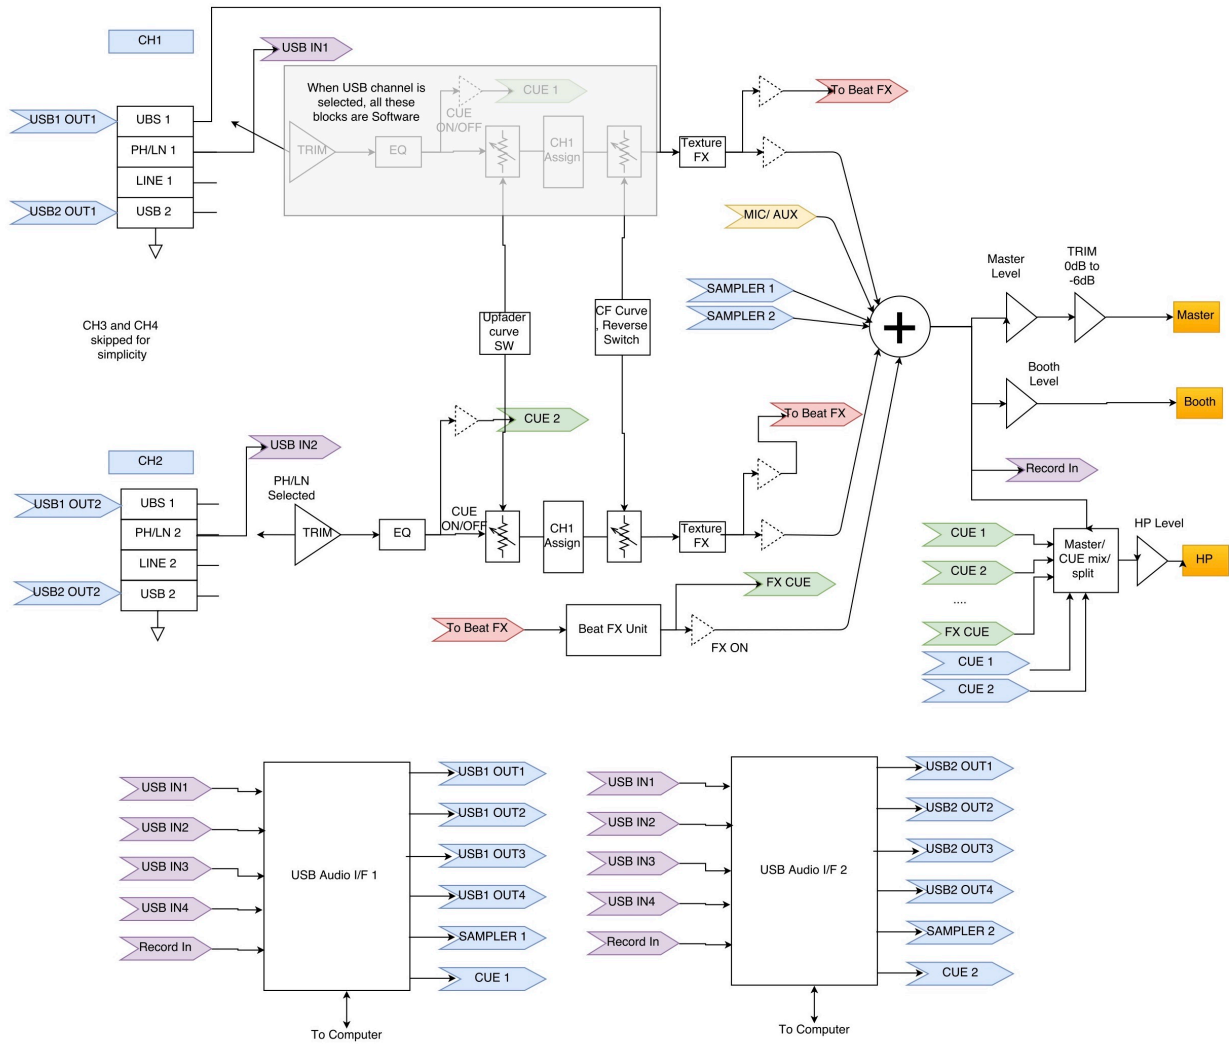 CH1
USB IN1
When USB channel is
selected, all these
blocks are Software
CUE 1
CUE
ON/OFF
To Beat FX
USB1 OUT1
UBS 1
PH/LN 1
LINE 1
USB2 OUT1
USB 2
TRIM
EQ
CH1
Assign
Texture
FX
MIC/ AUX
SAMPLER 1
SAMPLER 2
Master
Level
TRIM
0dB to
-6dB
Master
CH3 and CH4
skipped for
simplicity
Upfader
curve
SW
CF Curve
, Reverse
Switch
Booth
Level
Booth
CUE 2
To Beat FX
CH2
USB IN2
Record In
PH/LN
Selected
USB1 OUT2
UBS 1
PH/LN 2
LINE 2
USB2 OUT2
USB 2
TRIM
EQ
CUE
ON/OFF
CH1
Assign
Texture
FX
CUE 1
CUE 2
....
FX CUE
CUE 1
CUE 2
Master/
CUE mix/
split
HP Level
HP
FX CUE
To Beat FX
Beat FX Unit
FX ON
USB IN1
USB IN2
USB IN3
USB IN4
Record In
USB Audio I/F 1
USB1 OUT1
USB1 OUT2
USB1 OUT3
USB1 OUT4
SAMPLER 1
CUE 1
To Computer
USB IN1
USB IN2
USB IN3
USB IN4
Record In
USB Audio I/F 2
USB2 OUT1
USB2 OUT2
USB2 OUT3
USB2 OUT4
SAMPLER 2
CUE 2
To Computer